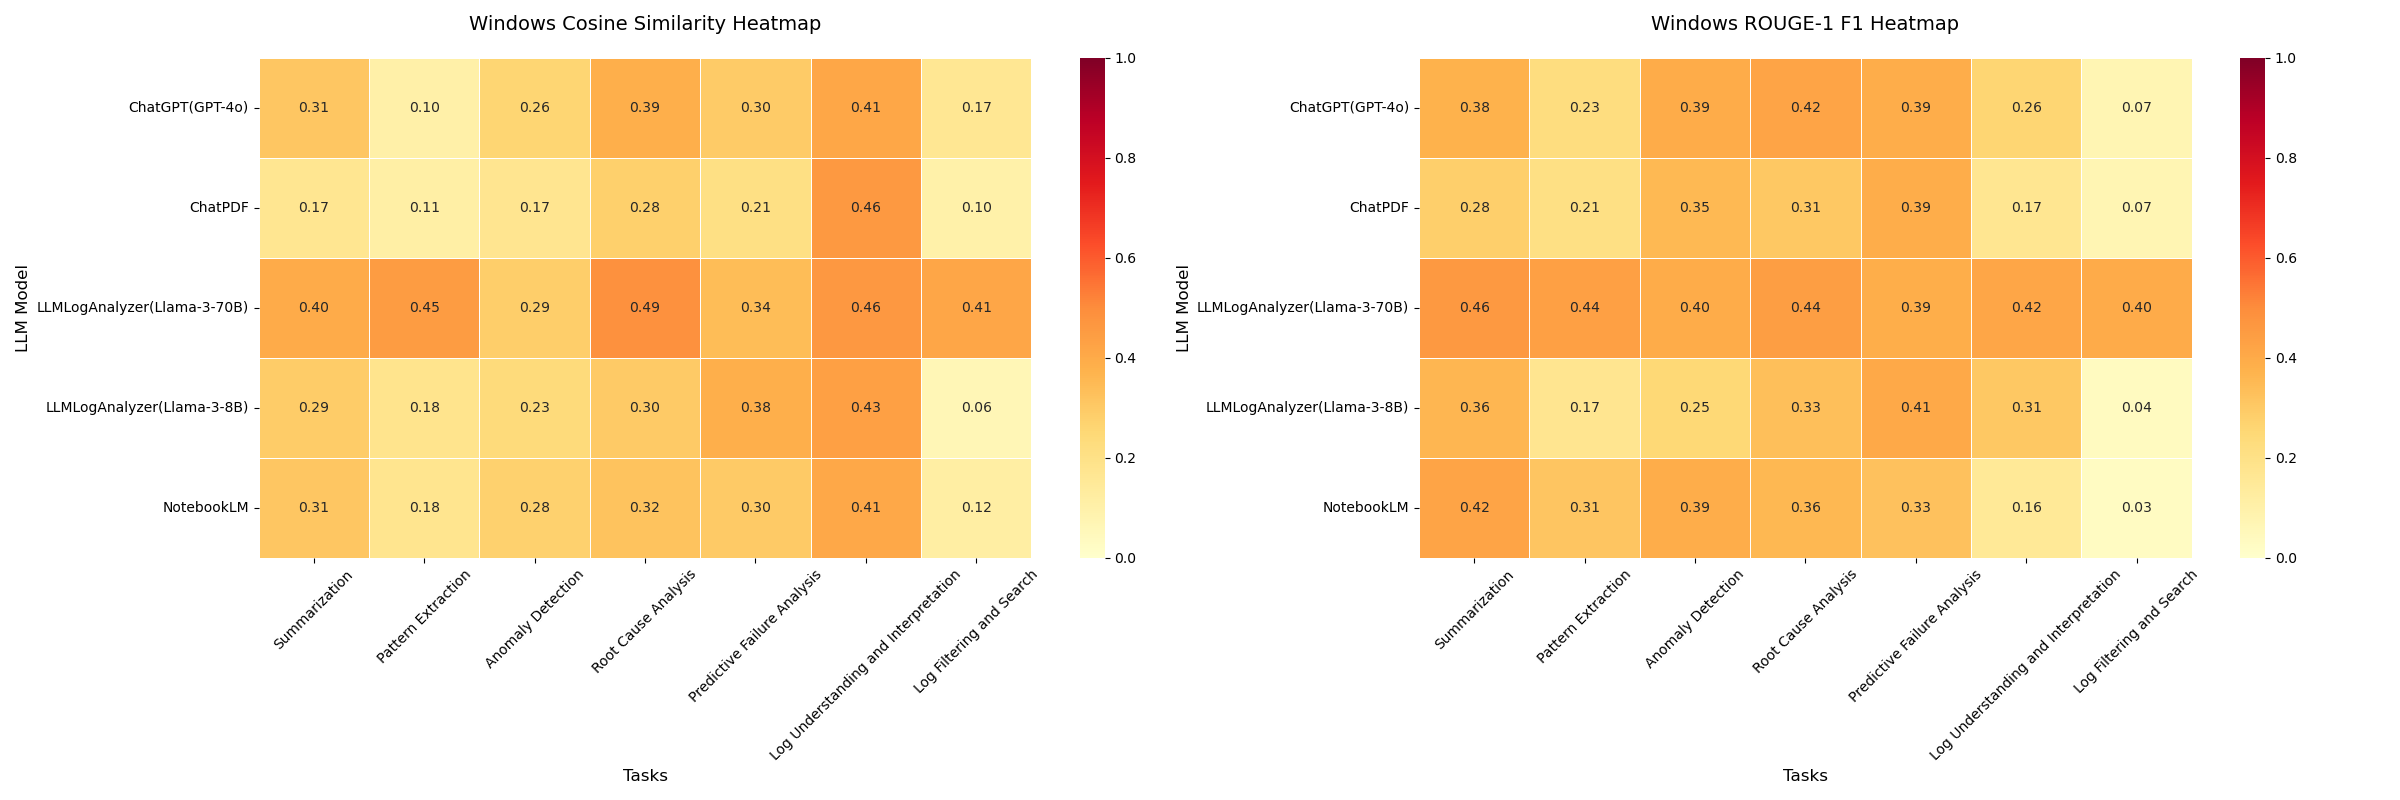 Windows Cosine Similarity Heatmap
LLM Model
ChatGPT(GPT-4o) 0.31 0.10 0.26 0.39 0.30 0.41 0.17
ChatPDF 0.17 0.11 0.17 0.28 0.21 0.46 0.10
LLMLogAnalyzer(Llama-3-70B) 0.40 0.45 0.29 0.49 0.34 0.46 0.41
LLMLogAnalyzer(Llama-3-8B) 0.29 0.18 0.23 0.30 0.38 0.43 0.06
NotebookLM 0.31 0.18 0.28 0.32 0.30 0.41 0.12
Summarization
Pattern Extraction
Anomaly Detection
Root Cause Analysis
Predictive Failure Analysis
Log Understanding and Interpretation
Log Filtering and Search
Tasks
1.0
0.8
0.6
0.4
0.2
0.0
Windows ROUGE-1 F1 Heatmap
LLM Model
ChatGPT(GPT-4o) 0.38 0.23 0.39 0.42 0.39 0.26 0.07
ChatPDF 0.28 0.21 0.35 0.31 0.39 0.17 0.07
LLMLogAnalyzer(Llama-3-70B) 0.46 0.44 0.40 0.44 0.39 0.42 0.40
LLMLogAnalyzer(Llama-3-8B) 0.36 0.17 0.25 0.33 0.41 0.31 0.04
NotebookLM 0.42 0.31 0.39 0.36 0.33 0.16 0.03
Summarization
Pattern Extraction
Anomaly Detection
Root Cause Analysis
Predictive Failure Analysis
Log Understanding and Interpretation
Log Filtering and Search
Tasks
1.0
0.8
0.6
0.4
0.2
0.0